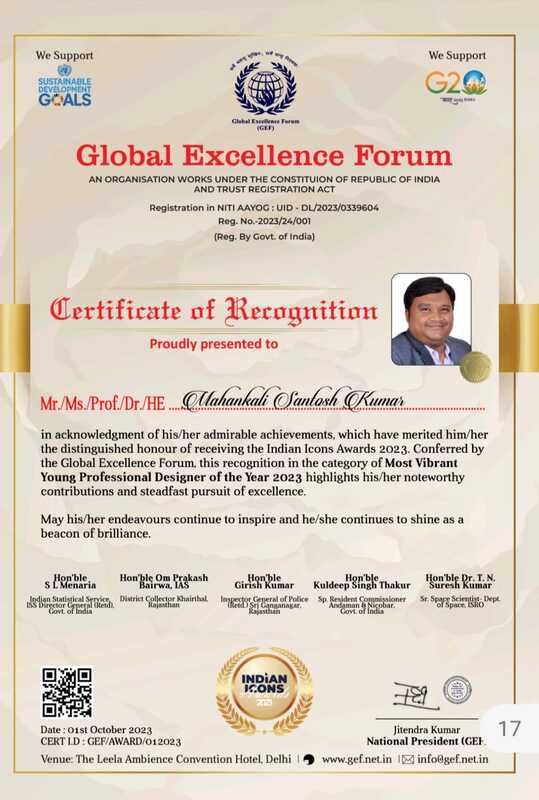 We Support
We Support
SUSTAINABLE
DEVELOPMENT
GOALS
G20
Global Excellence Forum
(GEF)
Global Excellence Forum
AN ORGANISATION WORKS UNDER THE CONSTITUION OF REPUBLIC OF INDIA
AND TRUST REGISTRATION ACT
Registration in NITI AAYOG : UID - DL/2023/0339604
Reg. No.-2023/24/001
(Reg. By Govt. of India)
Certificate of Recognition
Proudly presented to
Mr./Ms./Prof./Dr./HE ....Mahankali Santosh Kumar
in acknowledgment of his/her admirable achievements, which have merited him/her
the distinguished honour of receiving the Indian Icons Awards 2023. Conferred by
the Global Excellence Forum, this recognition in the category of Most Vibrant
Young Professional Designer of the Year 2023 highlights his/her noteworthy
contributions and steadfast pursuit of excellence.
May his/her endeavours continue to inspire and he/she continues to shine as a
beacon of brilliance.
Hon'ble
S L Menaria
Indian Statistical Service,
ISS Director General (Retd),
Govt. of India
Hon'ble Om Prakash
Bairwa, IAS
District Collector Khairthal,
Rajasthan
Hon'ble
Girish Kumar
Inspector General of Police
(Retd.) Sri Ganganagar,
Rajasthan
Hon'ble
Kuldeep Singh Thakur
Sp. Resident Commissioner
Andaman & Nicobar,
Govt. of India
Hon'ble Dr. T. N.
Suresh Kumar
Sr. Space Scientist- Dept.
of Space, ISRO
INDIAN
ICONS
2023
Date : 01st October 2023
CERT I.D : GEF/AWARD/012023
Jitendra Kumar
National President (GEF
17
Venue: The Leela Ambience Convention Hotel, Delhi | www.gef.net.in | info@gef.net.in